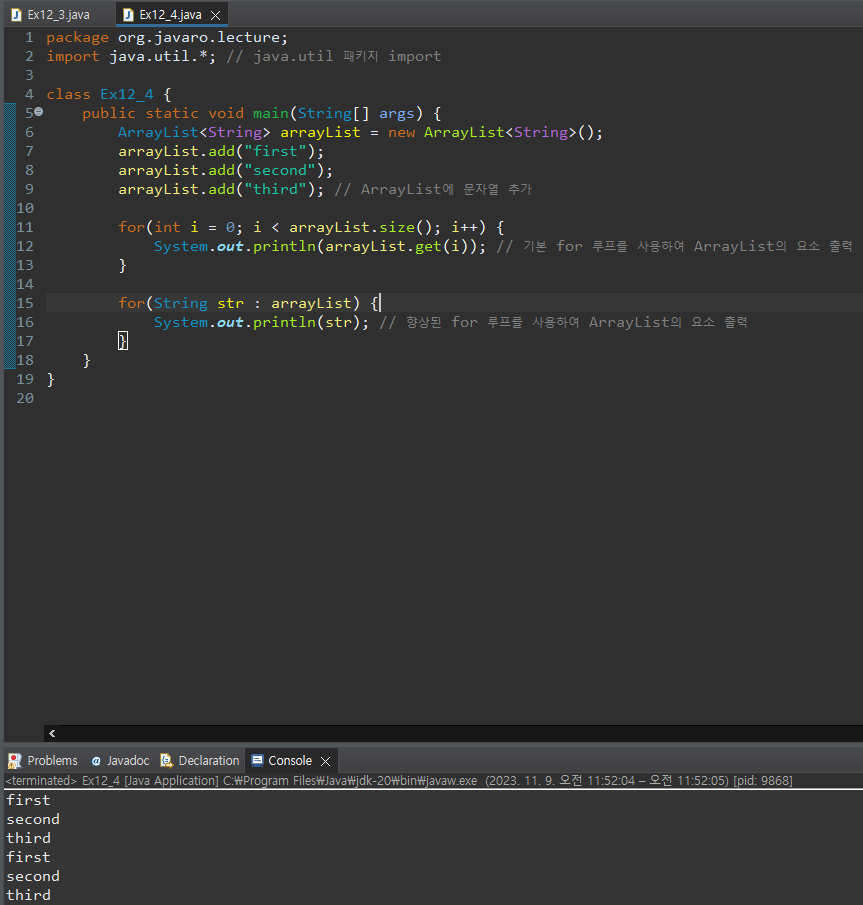 Ex12_3.java
Ex12_4.java
1 package org.javaro.lecture;
2 import java.util.*; // java.util 패키지 import
3
4 class Ex12_4 {
5 public static void main(String[] args) {
6 ArrayList<String> arrayList = new ArrayList<String>();
7 arrayList.add("first");
8 arrayList.add("second");
9 arrayList.add("third"); // ArrayList에 문자열 추가
10
11 for(int i = 0; i < arrayList.size(); i++) {
12 System.out.println(arrayList.get(i)); // 기본 for 루프를 사용하여 ArrayList의 요소 출력
13 }
14
15 for(String str : arrayList) {
16 System.out.println(str); // 향상된 for 루프를 사용하여 ArrayList의 요소 출력
17 }
18 }
19 }
20
Problems Javadoc Declaration Console
<terminated> Ex12_4 [Java Application] C:₩Program Files₩Java₩jdk-20₩bin₩javaw.exe (2023. 11. 9. 오전 11:52:04 – 오전 11:52:05) [pid: 9868]
first
second
third
first
second
third